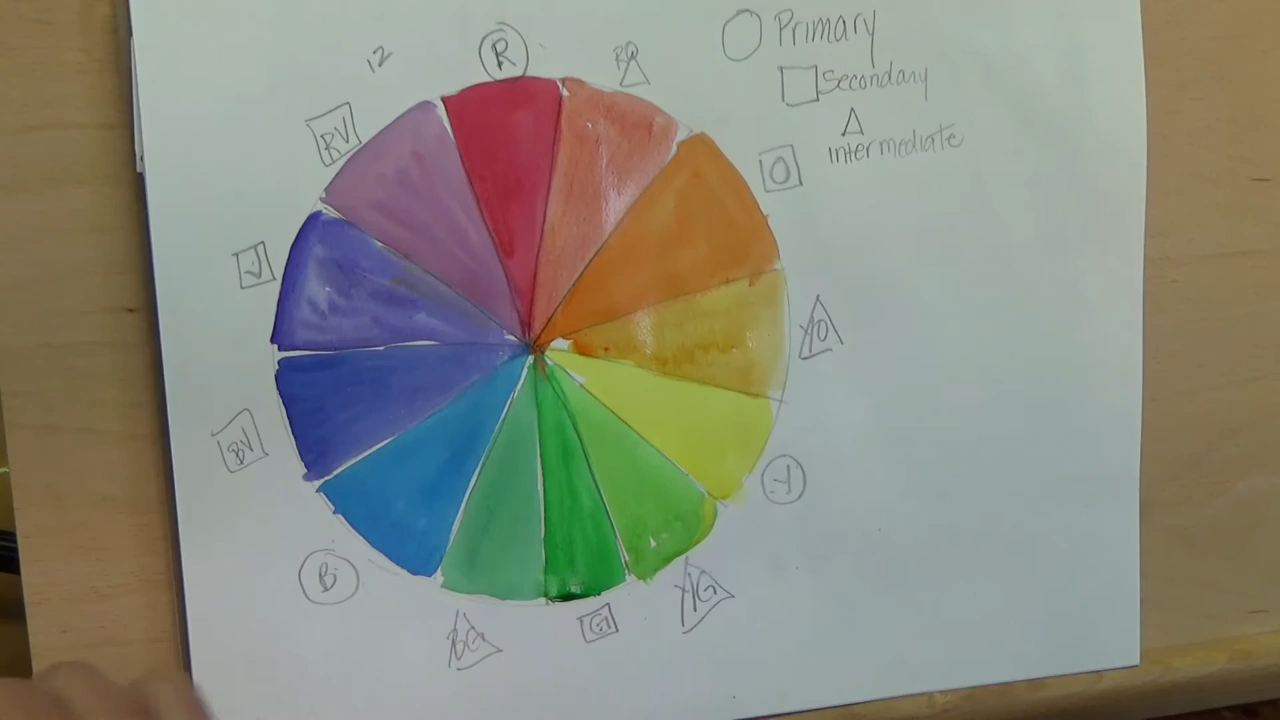 12
R
RO
Primary
Secondary
Intermediate
RV
O
V
YO
BV
Y
B
YG
BG
G